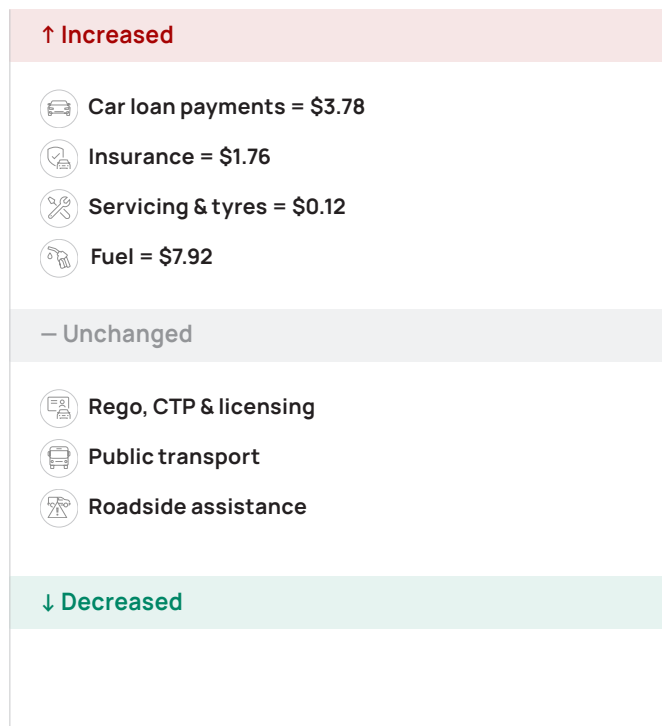 ↑ Increased
Car loan payments = $3.78
Insurance = $1.76
Servicing & tyres = $0.12
Fuel = $7.92
— Unchanged
Rego, CTP & licensing
Public transport
Roadside assistance
↓ Decreased